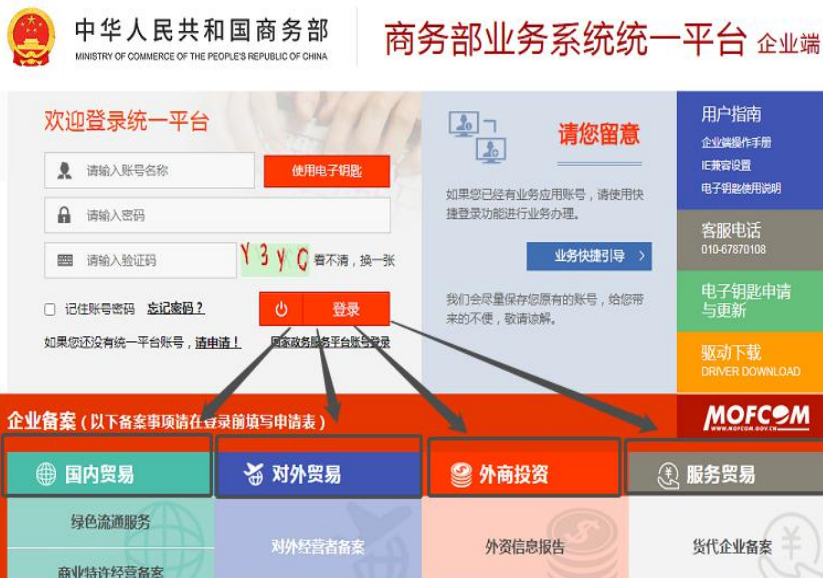 中华人民共和国商务部
MINISTRY OF COMMERCE OF THE PEOPLE'S REPUBLIC OF CHINA
商务部业务系统统一平台 企业端
欢迎登录统一平台
请输入账号名称
使用电子钥匙
请输入密码
请输入验证码
Y3yC
看不清，换一张
记住账号密码 忘记密码？
登录
如果您还没有统一平台账号，请申请！
国家政务服务平台账号登录
请您留意
如果您已经有业务应用账号，请使用快
捷登录功能进行业务办理。
业务快捷引导 >
我们会尽量保存您原有的账号，给您带
来的不便，敬请谅解。
用户指南
企业端操作手册
IE兼容设置
电子钥匙使用说明
客服电话
010-67870108
电子钥匙申请
与更新
驱动下载
DRIVER DOWNLOAD
企业备案（以下备案事项请在登录前填写申请表）
MOFCOM
WWW.MOFCOM.GOV.CN
国内贸易
对外贸易
外商投资
服务贸易
绿色流通服务
商业特许经营备案
对外经营者备案
外资信息报告
货代企业备案